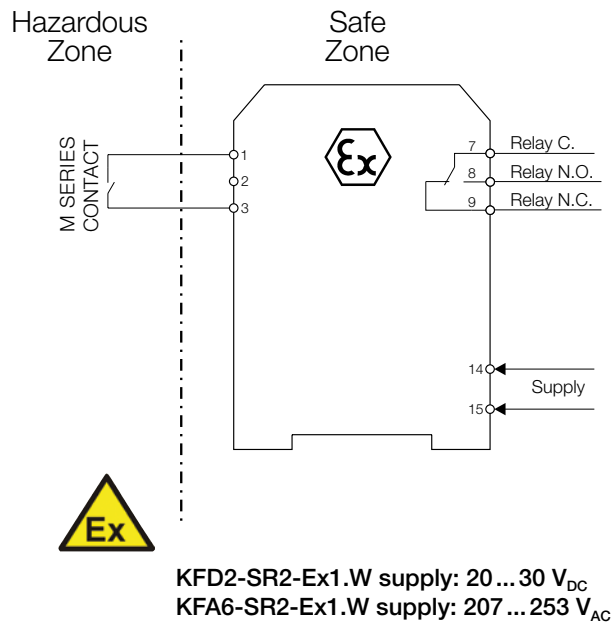 Hazardous
Zone
Safe
Zone
M SERIES
CONTACT
1
2
3
Ex
7
8
9
Relay C.
Relay N.O.
Relay N.C.
14
15
Supply
Ex
KFD2-SR2-Ex1.W supply: 20...30 VDC
KFA6-SR2-Ex1.W supply: 207...253 VAC